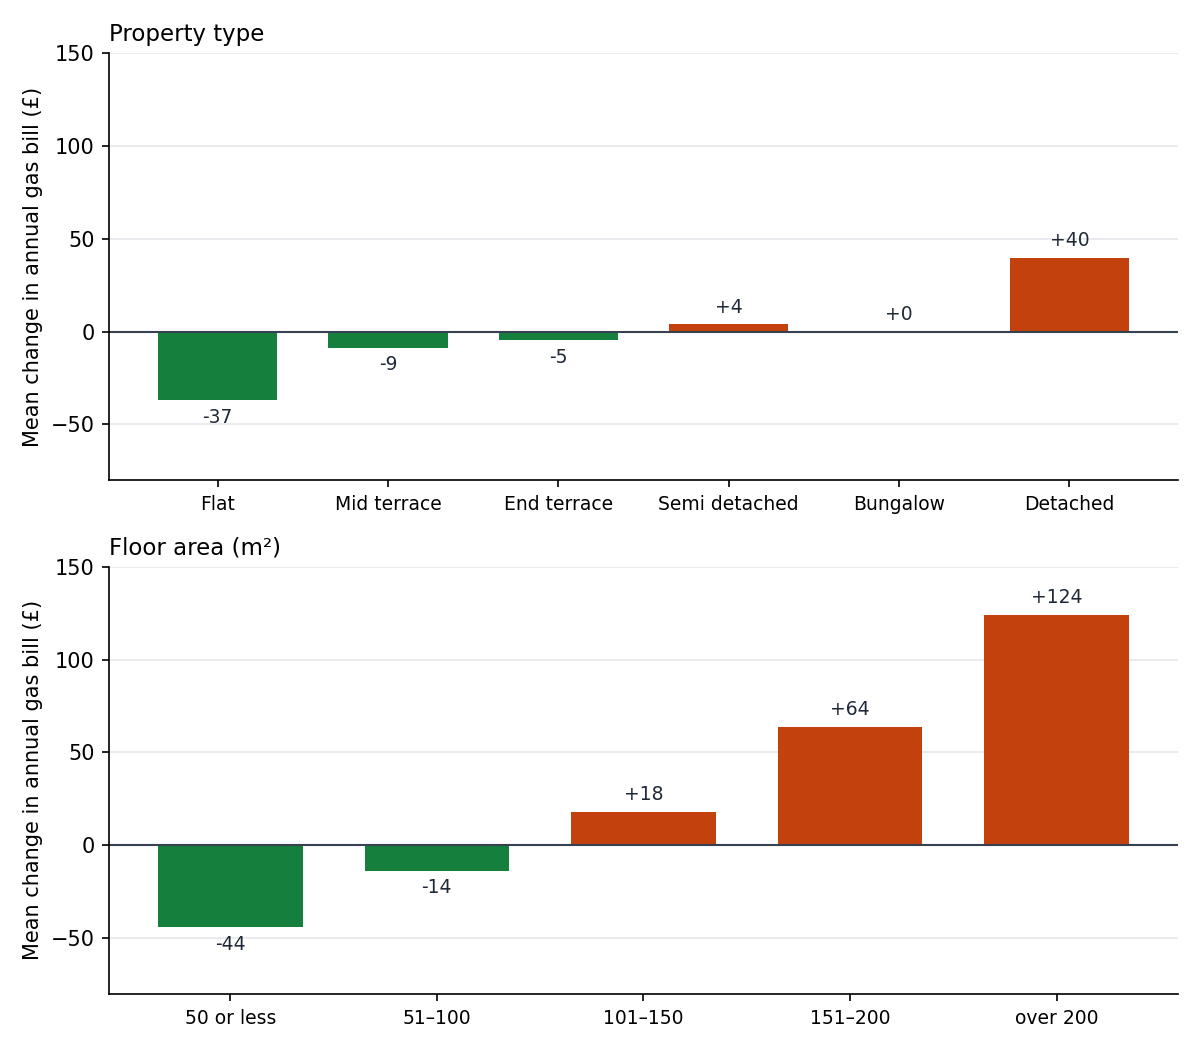 Property type
Mean change in annual gas bill (£)
150
100
50
0
−50
-37
-9
-5
+4
+0
+40
Flat
Mid terrace
End terrace
Semi detached
Bungalow
Detached
Floor area (m²)
Mean change in annual gas bill (£)
150
100
50
0
−50
-44
-14
+18
+64
+124
50 or less
51–100
101–150
151–200
over 200